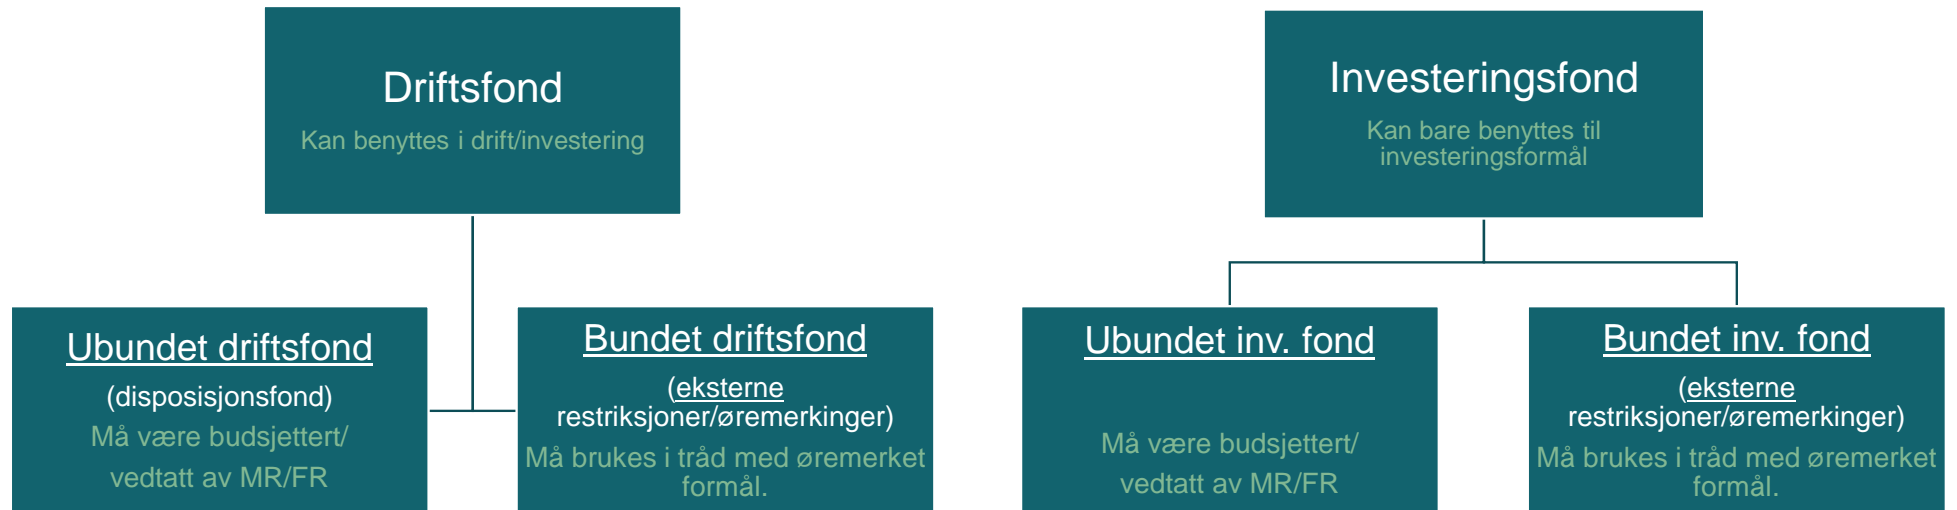 Driftsfond
Kan benyttes i drift/investering
Investeringsfond
Kan bare benyttes til
investeringsformål
Ubundet driftsfond
(disposisjonsfond)
Må være budsjettert/
vedtatt av MR/FR
Bundet driftsfond
(eksterne
restriksjoner/øremerkinger)
Må brukes i tråd med øremerket
formål.
Ubundet inv. fond
Må være budsjettert/
vedtatt av MR/FR
Bundet inv. fond
(eksterne
restriksjoner/øremerkinger)
Må brukes i tråd med øremerket
formål.